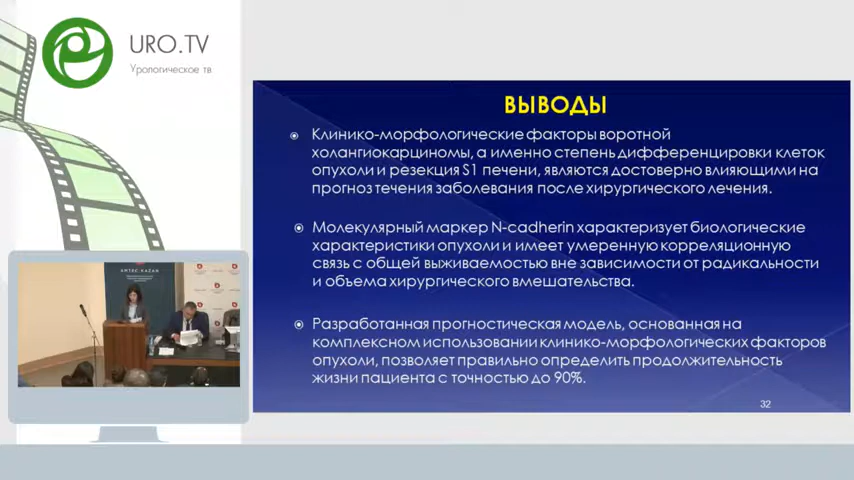 URO.TV
Урологическое тв
ВЫВОДЫ
Клинико-морфологические факторы воротной
холангиокарциномы, а именно степень дифференцировки клеток
опухоли и резекция S1 печени, являются достоверно влияющими на
прогноз течения заболевания после хирургического лечения.
Молекулярный маркер N-cadherin характеризует биологические
характеристики опухоли и имеет умеренную корреляционную
связь с общей выживаемостью вне зависимости от радикальности
и объема хирургического вмешательства.
Разработанная прогностическая модель, основанная на
комплексном использовании клинико-морфологических факторов
опухоли, позволяет правильно определить продолжительность
жизни пациента с точностью до 90%.
32